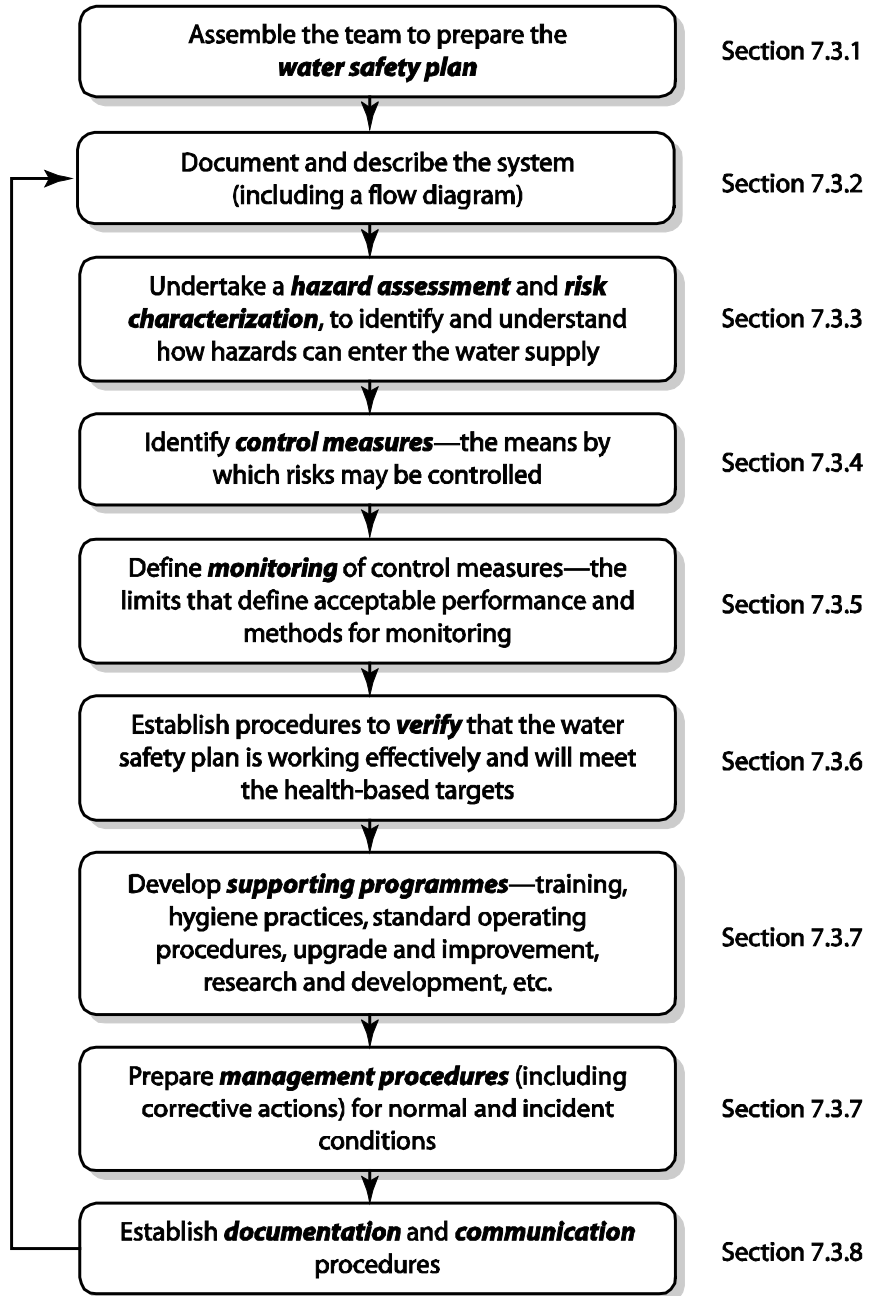 Assemble the team to prepare the
water safety plan
Section 7.3.1
Document and describe the system
(including a flow diagram)
Section 7.3.2
Undertake a hazard assessment and risk
characterization, to identify and understand
how hazards can enter the water supply
Section 7.3.3
Identify control measures—the means by
which risks may be controlled
Section 7.3.4
Define monitoring of control measures—the
limits that define acceptable performance and
methods for monitoring
Section 7.3.5
Establish procedures to verify that the water
safety plan is working effectively and will meet
the health-based targets
Section 7.3.6
Develop supporting programmes—training,
hygiene practices, standard operating
procedures, upgrade and improvement,
research and development, etc.
Section 7.3.7
Prepare management procedures (including
corrective actions) for normal and incident
conditions
Section 7.3.7
Establish documentation and communication
procedures
Section 7.3.8